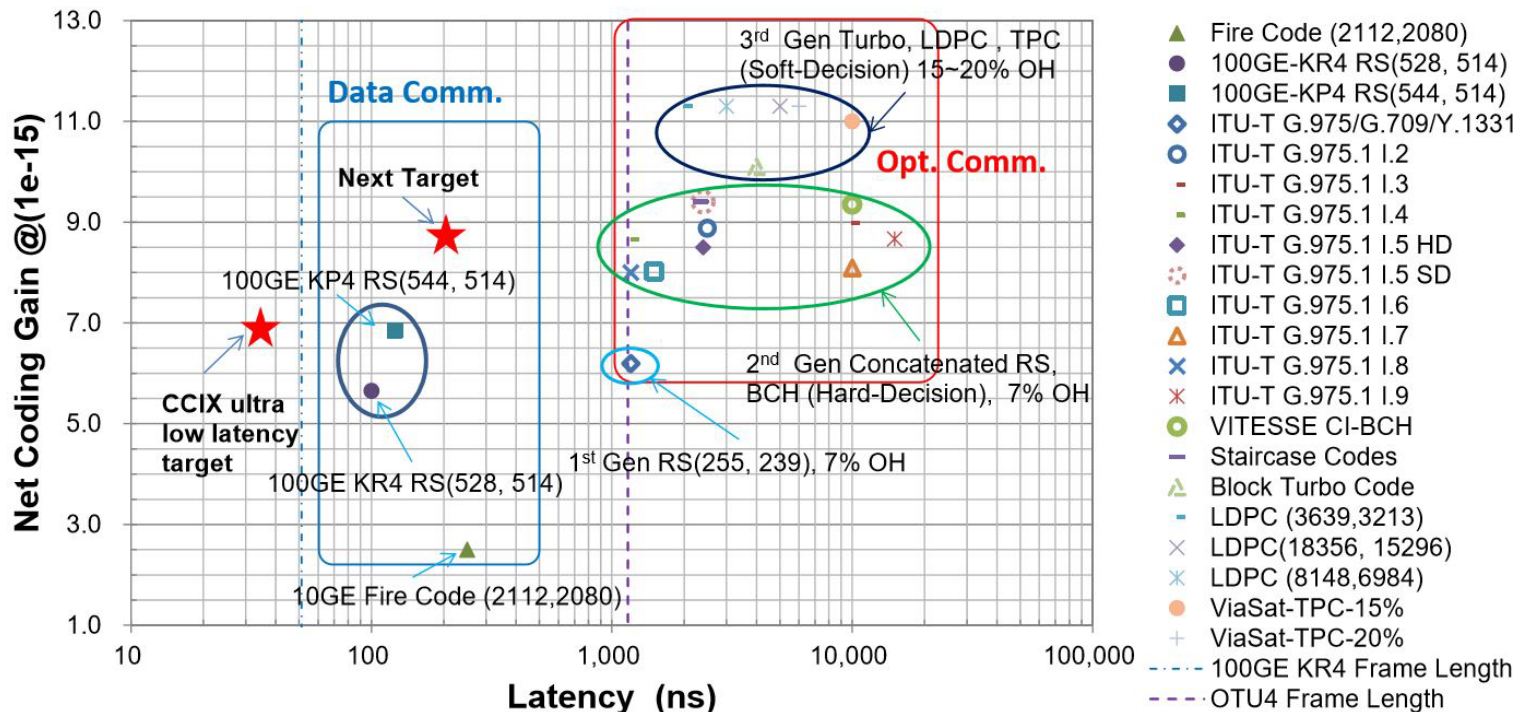 Net Coding Gain @(1e-15)
13.0
11.0
9.0
7.0
5.0
3.0
1.0
10
100
1,000
10,000
100,000
Latency (ns)
Data Comm.
Next Target
100GE KP4 RS(544, 514)
CCIX ultra
low latency
target
100GE KR4 RS(528, 514)
10GE Fire Code (2112,2080)
3rd Gen Turbo, LDPC , TPC
(Soft-Decision) 15~20% OH
Opt. Comm.
2nd Gen Concatenated RS,
BCH (Hard-Decision), 7% OH
1st Gen RS(255, 239), 7% OH
Fire Code (2112,2080)
100GE-KR4 RS(528, 514)
100GE-KP4 RS(544, 514)
ITU-T G.975/G.709/Y.1331
ITU-T G.975.1 I.2
ITU-T G.975.1 I.3
ITU-T G.975.1 I.4
ITU-T G.975.1 I.5 HD
ITU-T G.975.1 I.5 SD
ITU-T G.975.1 I.6
ITU-T G.975.1 I.7
ITU-T G.975.1 I.8
ITU-T G.975.1 I.9
VITESSE CI-BCH
Staircase Codes
Block Turbo Code
LDPC (3639,3213)
LDPC(18356, 15296)
LDPC (8148,6984)
ViaSat-TPC-15%
ViaSat-TPC-20%
100GE KR4 Frame Length
OTU4 Frame Length